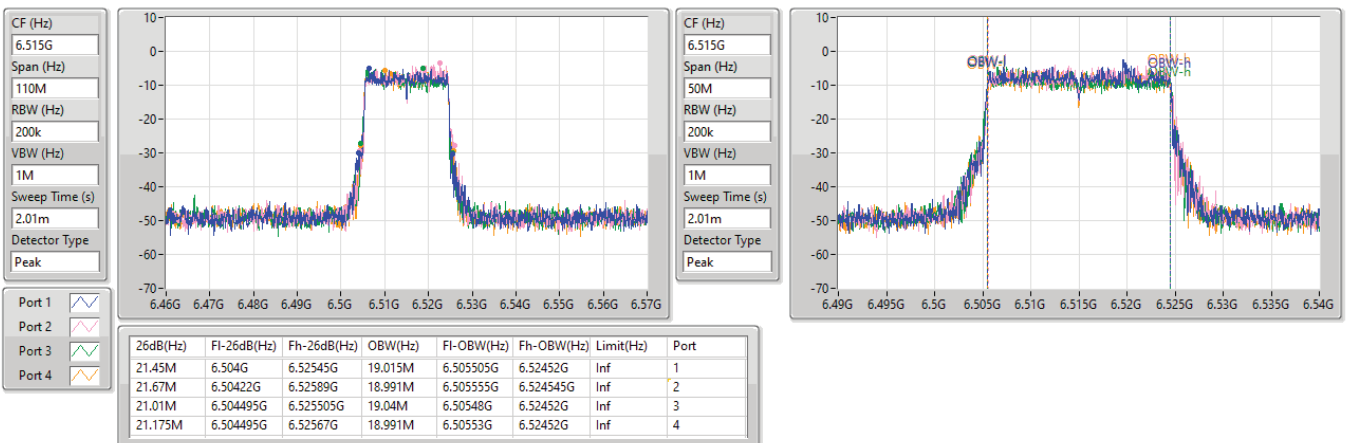 CF (Hz)
6.515G
Span (Hz)
110M
RBW (Hz)
200k
VBW (Hz)
1M
Sweep Time (s)
2.01m
Detector Type
Peak
10
0
-10
-20
-30
-40
-50
-60
-70
6.46G 6.47G 6.48G 6.49G 6.5G 6.51G 6.52G 6.53G 6.54G 6.55G 6.56G 6.57G
CF (Hz)
6.515G
Span (Hz)
50M
RBW (Hz)
200k
VBW (Hz)
1M
Sweep Time (s)
2.01m
Detector Type
Peak
10
0
-10
-20
-30
-40
-50
-60
-70
OBW-l
OBW-h
OBW-h
6.49G 6.495G 6.5G 6.505G 6.51G 6.515G 6.52G 6.525G 6.53G 6.535G 6.54G
Port 1
Port 2
Port 3
Port 4
26dB(Hz) Fl-26dB(Hz) Fh-26dB(Hz) OBW(Hz) Fl-OBW(Hz) Fh-OBW(Hz) Limit(Hz) Port
21.45M 6.504G 6.52545G 19.015M 6.505505G 6.52452G Inf 1
21.67M 6.50422G 6.52589G 18.991M 6.505555G 6.524545G Inf 2
21.01M 6.504495G 6.525505G 19.04M 6.50548G 6.52452G Inf 3
21.175M 6.504495G 6.52567G 18.991M 6.50553G 6.52452G Inf 4